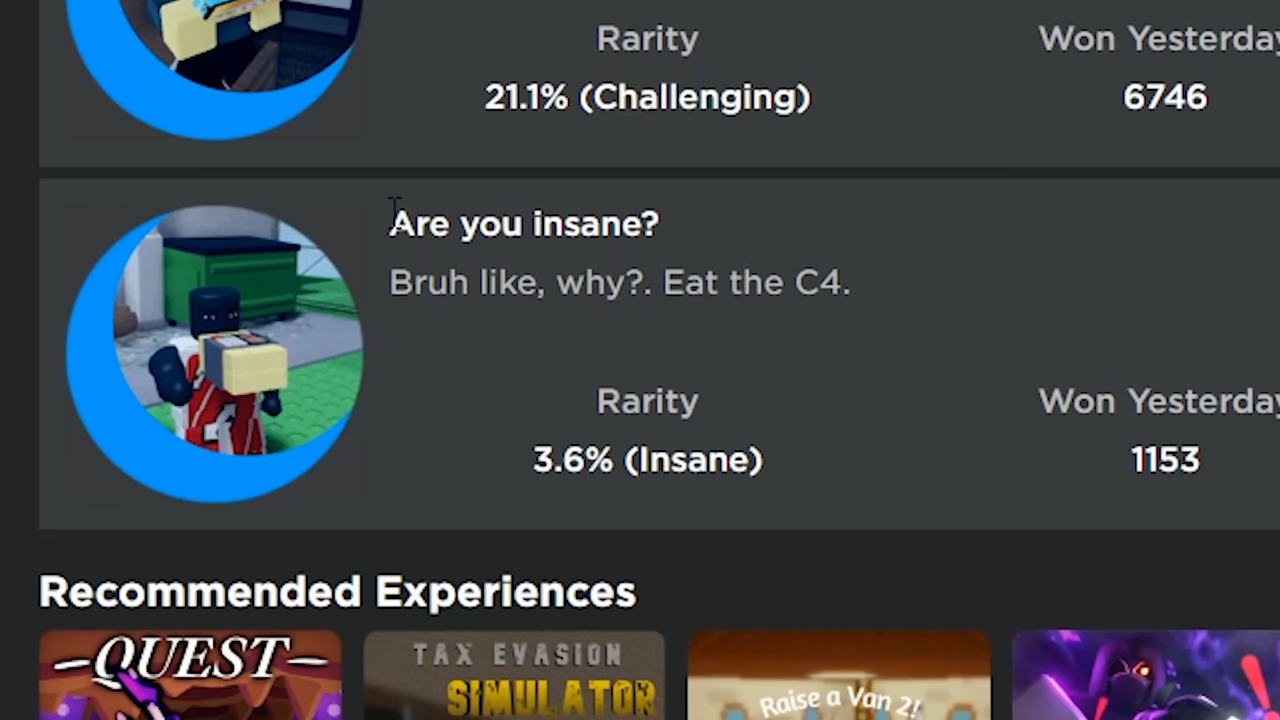 Rarity
Won Yesterday
21.1% (Challenging)
6746
Are you insane?
Bruh like, why?. Eat the C4.
Rarity
Won Yesterday
3.6% (Insane)
1153
Recommended Experiences
-QUEST-
TAX EVASION
SIMULATOR
Raise a Van 2!